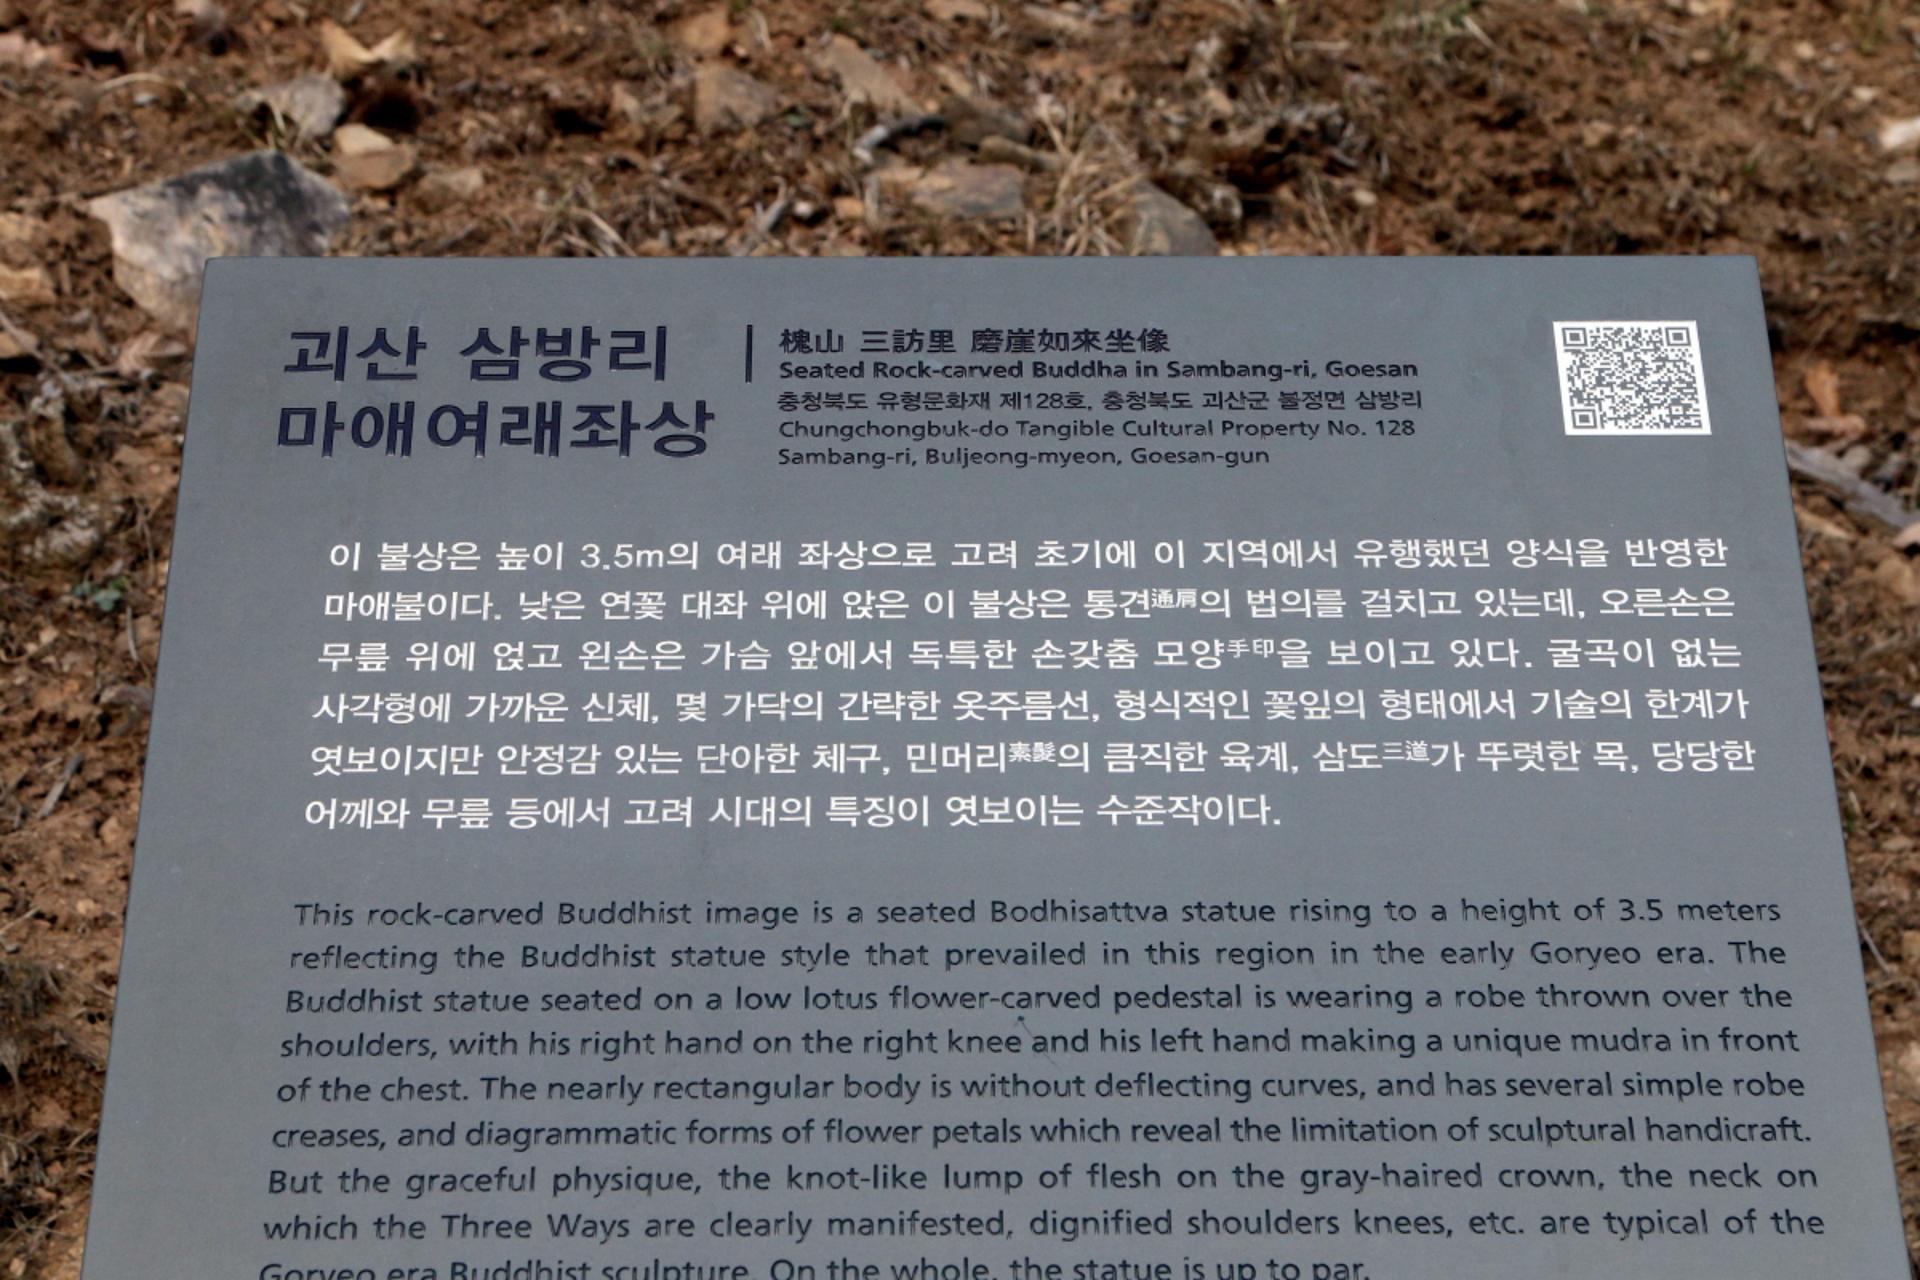 괴산 삼방리
마애여래좌상
槐山 三訪里 磨崖如來坐像
Seated Rock-carved Buddha in Sambang-ri, Goesan
충청북도 유형문화재 제128호, 충청북도 괴산군 불정면 삼방리
Chungchongbuk-do Tangible Cultural Property No. 128
Sambang-ri, Buljeong-myeon, Goesan-gun
이 불상은 높이 3.5m의 여래 좌상으로 고려 초기에 이 지역에서 유행했던 양식을 반영한
마애불이다. 낮은 연꽃 대좌 위에 앉은 이 불상은 통견通肩의 법의를 걸치고 있는데, 오른손은
무릎 위에 얹고 왼손은 가슴 앞에서 독특한 손갖춤 모양手印을 보이고 있다. 굴곡이 없는
사각형에 가까운 신체, 몇 가닥의 간략한 옷주름선, 형식적인 꽃잎의 형태에서 기술의 한계가
엿보이지만 안정감 있는 단아한 체구, 민머리素髮의 큼직한 육계, 삼도三道가 뚜렷한 목, 당당한
어께와 무릎 등에서 고려 시대의 특징이 엿보이는 수준작이다.
This rock-carved Buddhist image is a seated Bodhisattva statue rising to a height of 3.5 meters
reflecting the Buddhist statue style that prevailed in this region in the early Goryeo era. The
Buddhist statue seated on a low lotus flower-carved pedestal is wearing a robe thrown over the
shoulders, with his right hand on the right knee and his left hand making a unique mudra in front
of the chest. The nearly rectangular body is without deflecting curves, and has several simple robe
creases, and diagrammatic forms of flower petals which reveal the limitation of sculptural handicraft.
But the graceful physique, the knot-like lump of flesh on the gray-haired crown, the neck on
which the Three Ways are clearly manifested, dignified shoulders knees, etc. are typical of the
Goryeo era Buddhist sculpture. On the whole, the statue is up to par.